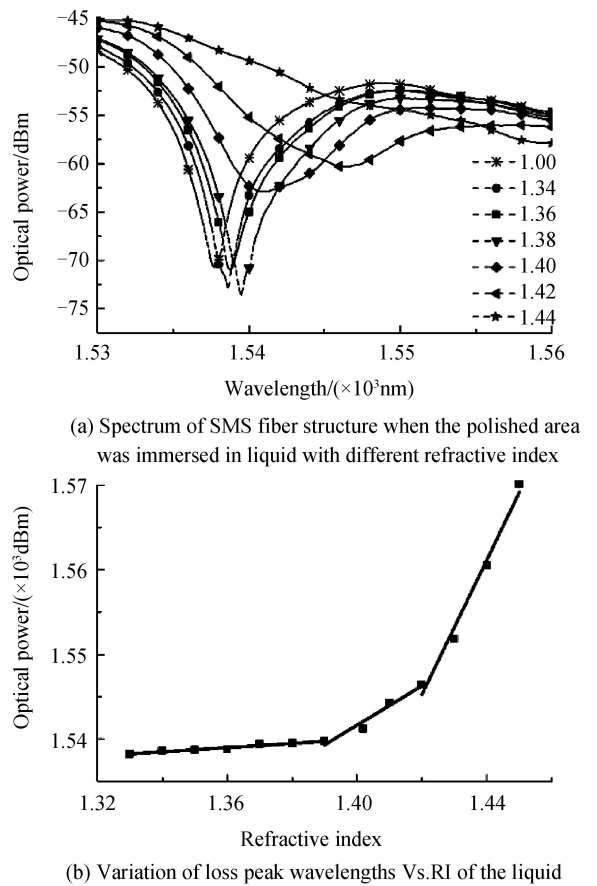 −45
−50
−55
−60
−65
−70
−75
Optical power/dBm
1.00
1.34
1.36
1.38
1.40
1.42
1.44
1.53 1.54 1.55 1.56
Wavelength/(×10³nm)
(a) Spectrum of SMS fiber structure when the polished area
was immersed in liquid with different refractive index
1.57
1.56
1.55
1.54
Optical power/(×10³dBm)
1.32 1.36 1.40 1.44
Refractive index
(b) Variation of loss peak wavelengths Vs.RI of the liquid